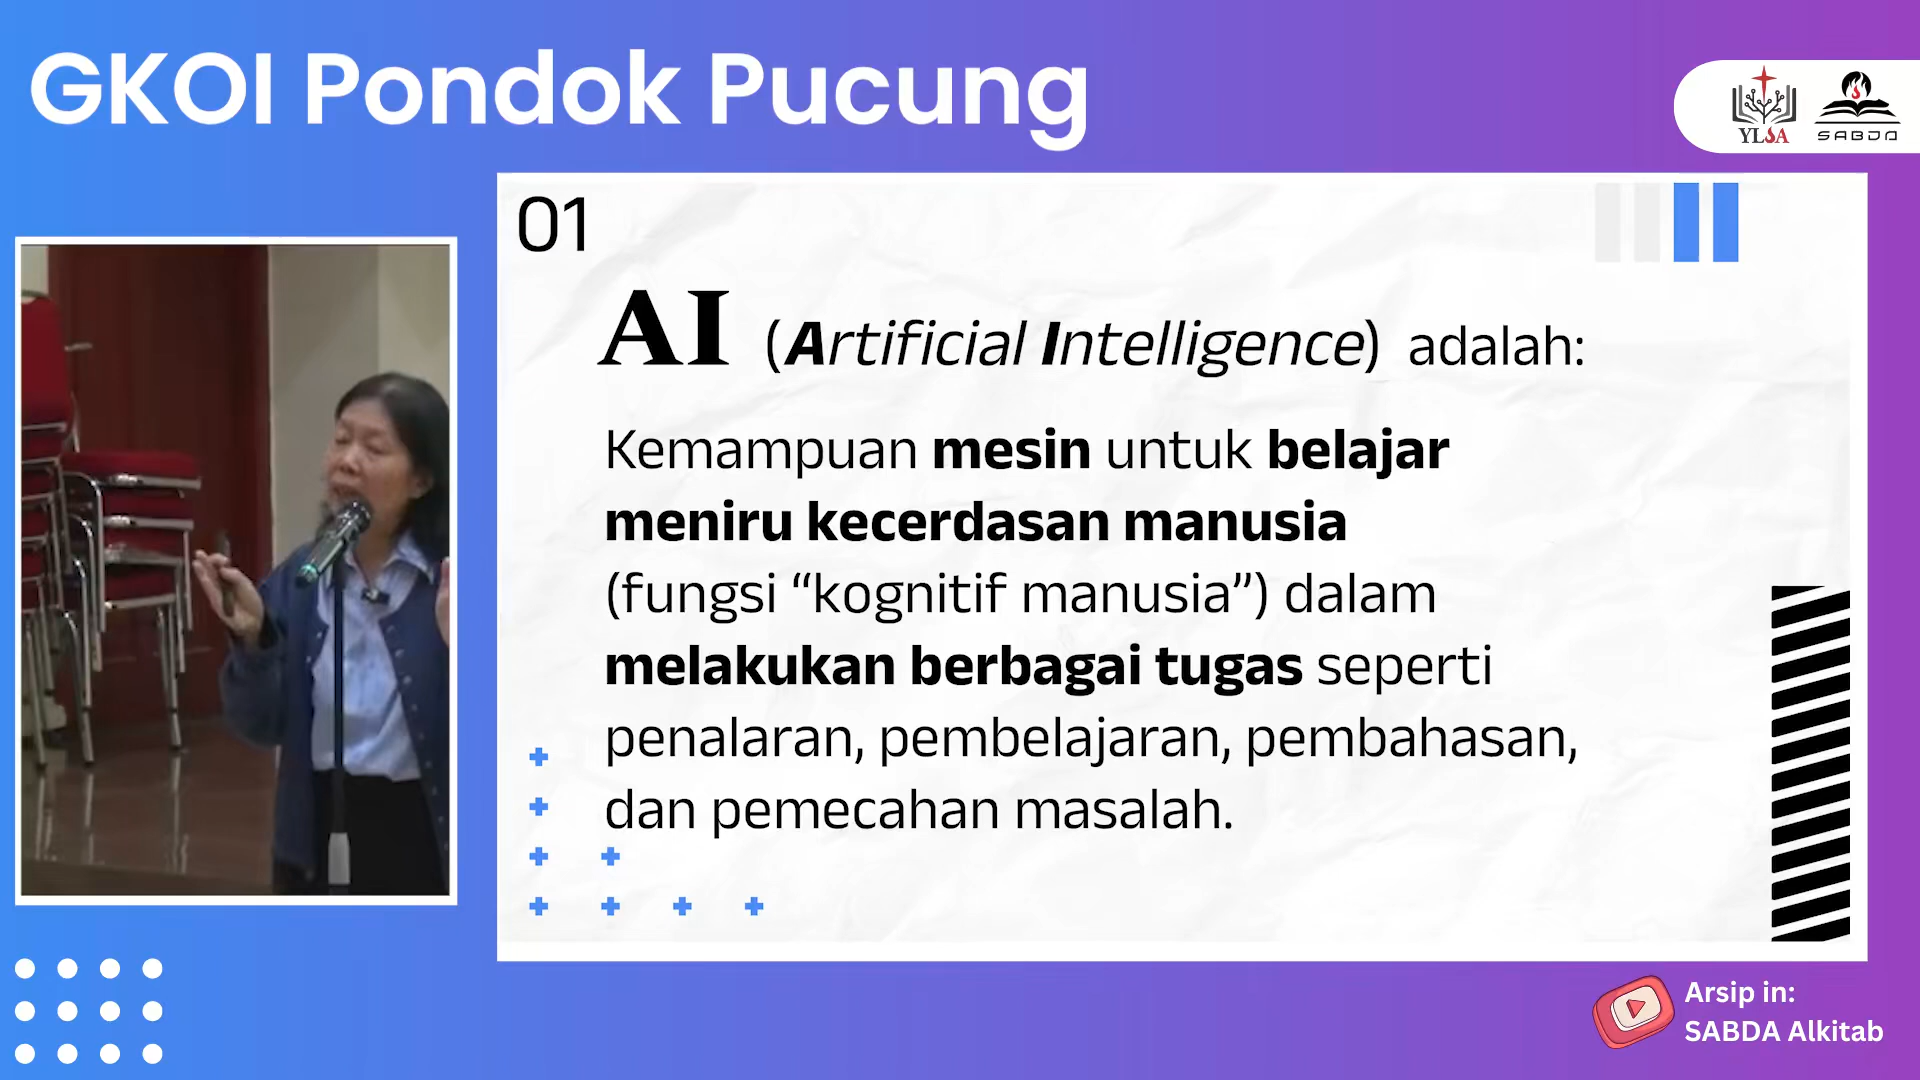 GKOI Pondok Pucung
YLSA
SABDA
01
AI (Artificial Intelligence) adalah:
Kemampuan mesin untuk belajar
meniru kecerdasan manusia
(fungsi “kognitif manusia”) dalam
melakukan berbagai tugas seperti
penalaran, pembelajaran, pembahasan,
dan pemecahan masalah.
Arsip in:
SABDA Alkitab